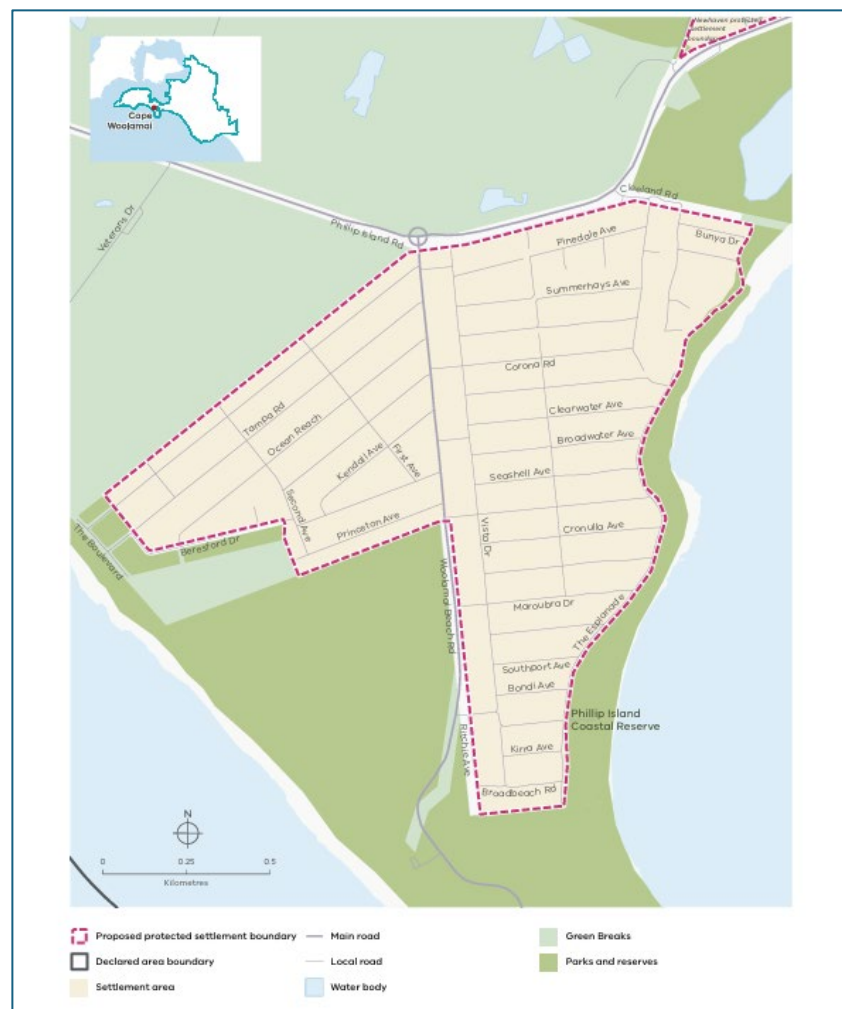 Newhaven protected
settlement
boundary
Cape
Woolamai
Cleeland Rd
Veterans Dr
Phillip Island Rd
Pinedale Ave
Bunya Dr
Summerhays Ave
Corona Rd
Tampa Rd
Ocean Reach
Clearwater Ave
Broadwater Ave
Kendall Ave
First Ave
Seashell Ave
Second Ave
Princeton Ave
Vista Dr
Cronulla Ave
The Boulevard
Beresford Dr
Woolamai Beach Rd
Maroubra Dr
The Esplanade
Southport Ave
Bondi Ave
Phillip Island
Coastal Reserve
Ritchie Ave
Kirra Ave
Broadbeach Rd
N
0 0.25 0.5
Kilometres
Proposed protected settlement boundary
Main road
Green Breaks
Declared area boundary
Local road
Parks and reserves
Settlement area
Water body